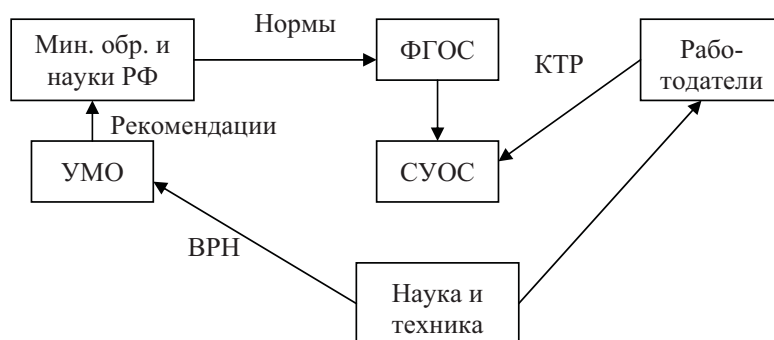 Нормы
Мин. обр. и
науки РФ
ФГОС
КТР
Рабо-
тодатели
Рекомендации
УМО
СУОС
ВРН
Наука и
техника